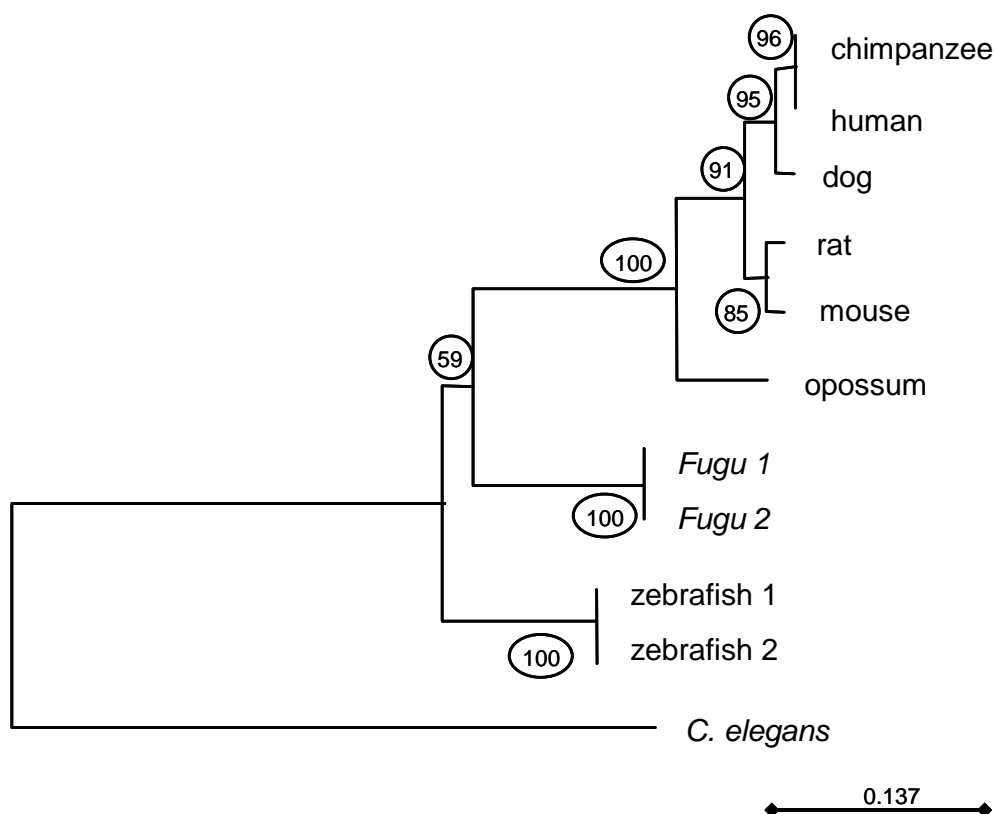 96
chimpanzee
95
human
91
dog
rat
100
85
mouse
59
opossum
Fugu 1
100
Fugu 2
zebrafish 1
100
zebrafish 2
C. elegans
0.137